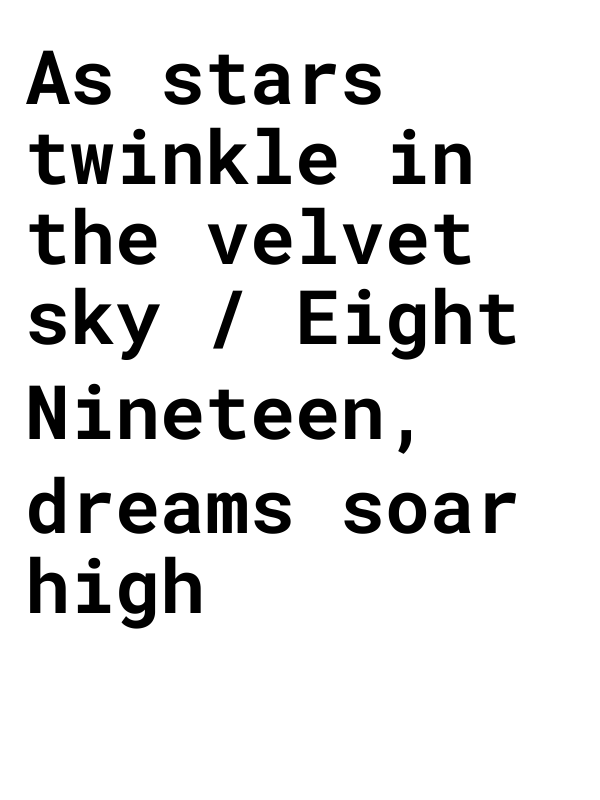 As stars
twinkle in
the velvet
sky / Eight
Nineteen,
dreams soar
high